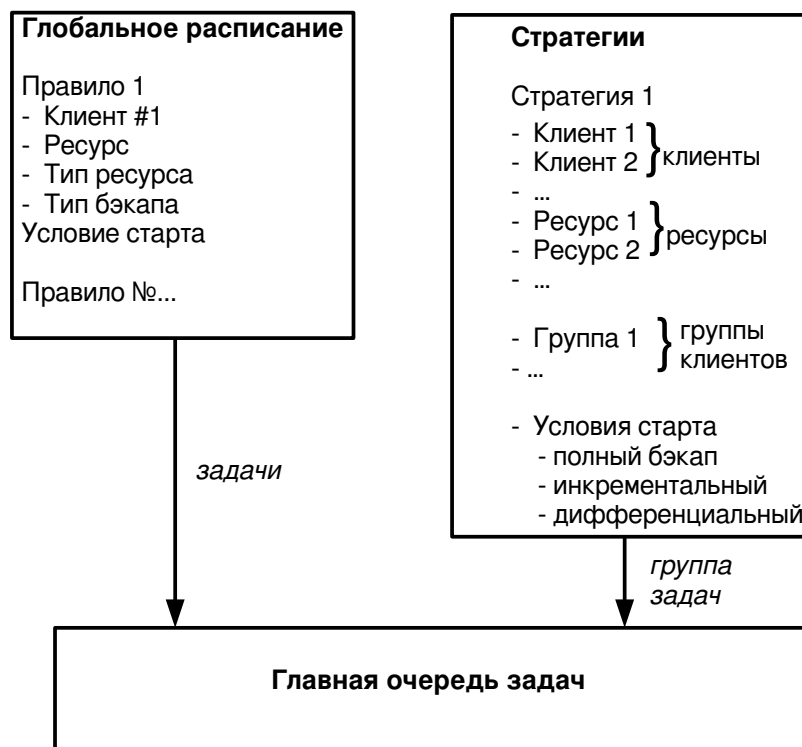 Глобальное расписание
Правило 1
- Клиент #1
- Ресурс
- Тип ресурса
- Тип бэкапа
Условие старта
Правило №...
Стратегии
Стратегия 1
- Клиент 1
- Клиент 2
клиенты
- ...
- Ресурс 1
- Ресурс 2
ресурсы
- ...
- Группа 1
группы
клиентов
- ...
- Условия старта
- полный бэкап
- инкрементальный
- дифференциальный
задачи
группа
задач
Главная очередь задач